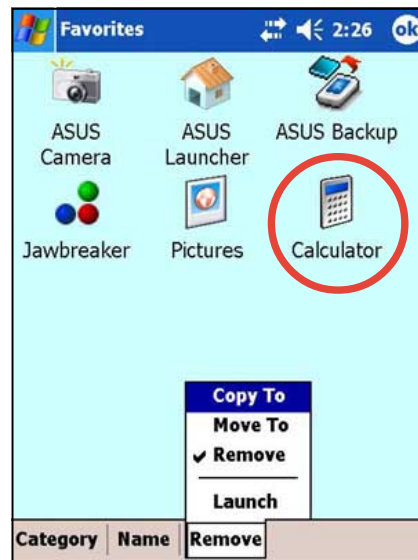 Favorites 2:26 ok
ASUS Camera
ASUS Launcher
ASUS Backup
Jawbreaker Pictures Calculator
Copy To
Move To
Remove
Launch
Category Name Remove